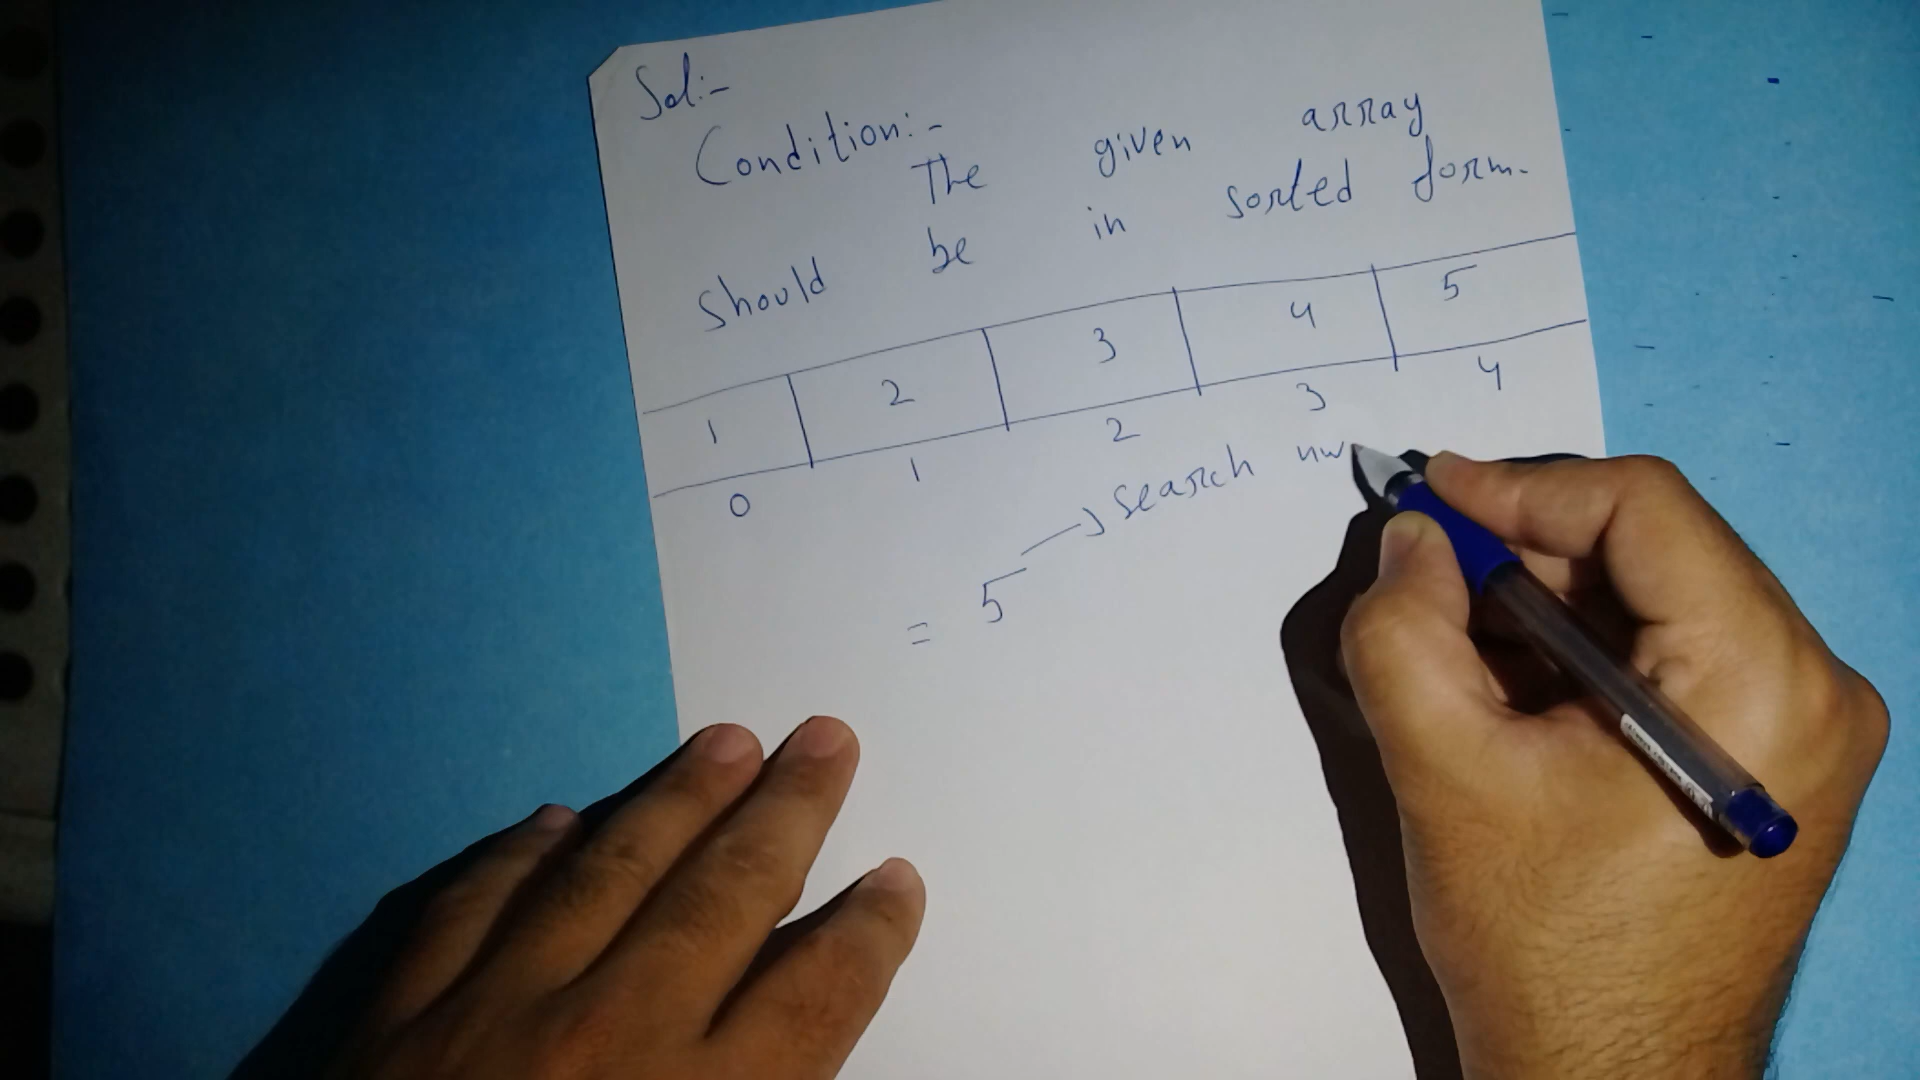 Sol:-
Condition:-
The given array
should be in sorted form.
1 2 3 4 5
0 1 2 3 4
= 5 → search nu